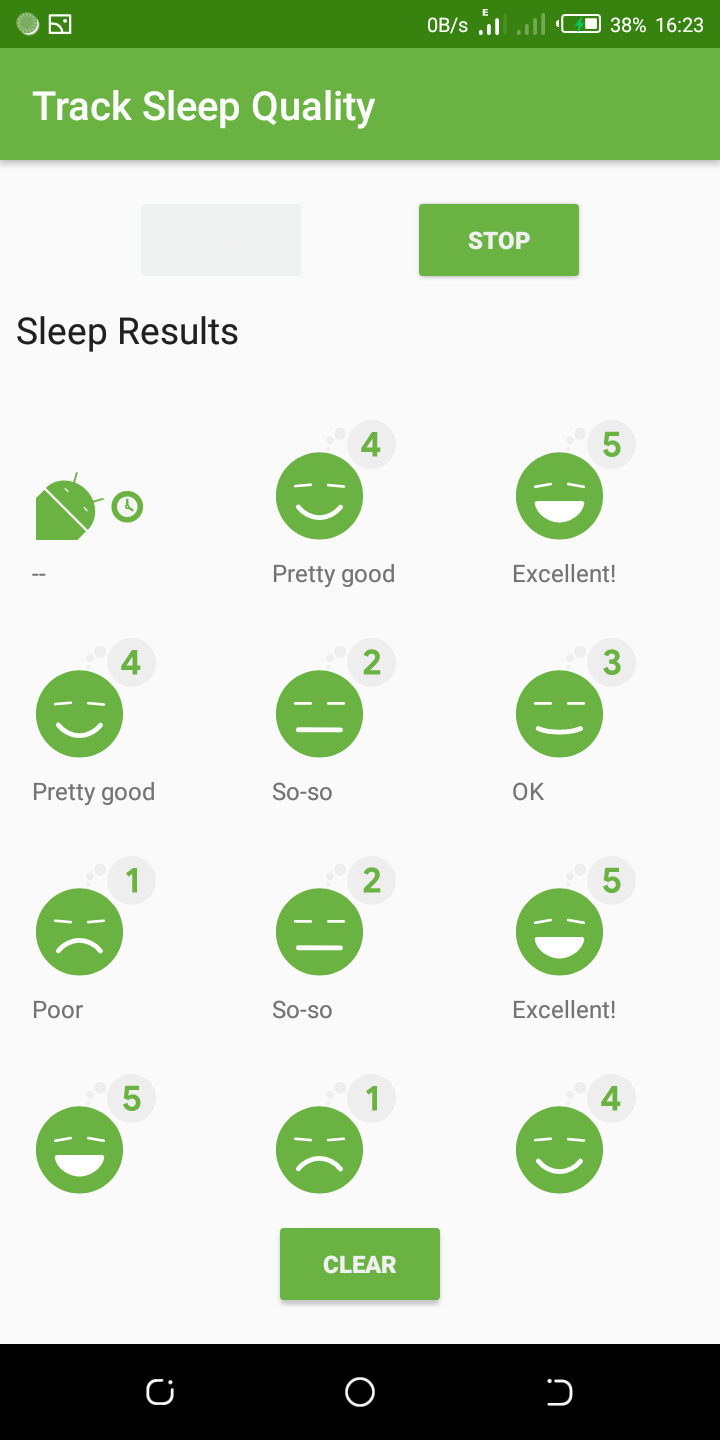 0B/s E 38% 16:23
Track Sleep Quality
STOP
Sleep Results
4 5
-- Pretty good Excellent!
4 2 3
Pretty good So-so OK
1 2 5
Poor So-so Excellent!
5 1 4
CLEAR